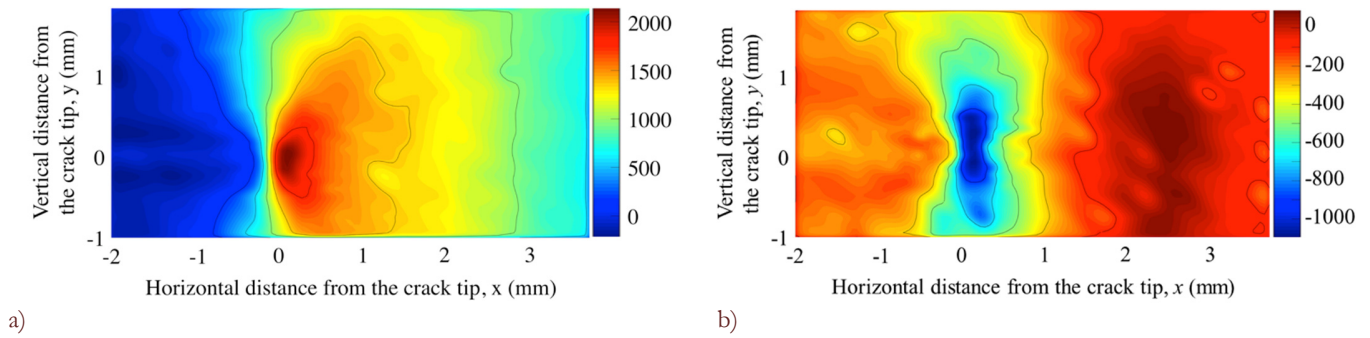 Vertical distance from
the crack tip, y (mm)
1
0
-1
-2 -1 0 1 2 3
Horizontal distance from the crack tip, x (mm)
2000
1500
1000
500
0
a)
Vertical distance from
the crack tip, y (mm)
1
0
-1
-2 -1 0 1 2 3
Horizontal distance from the crack tip, x (mm)
0
-200
-400
-600
-800
-1000
b)